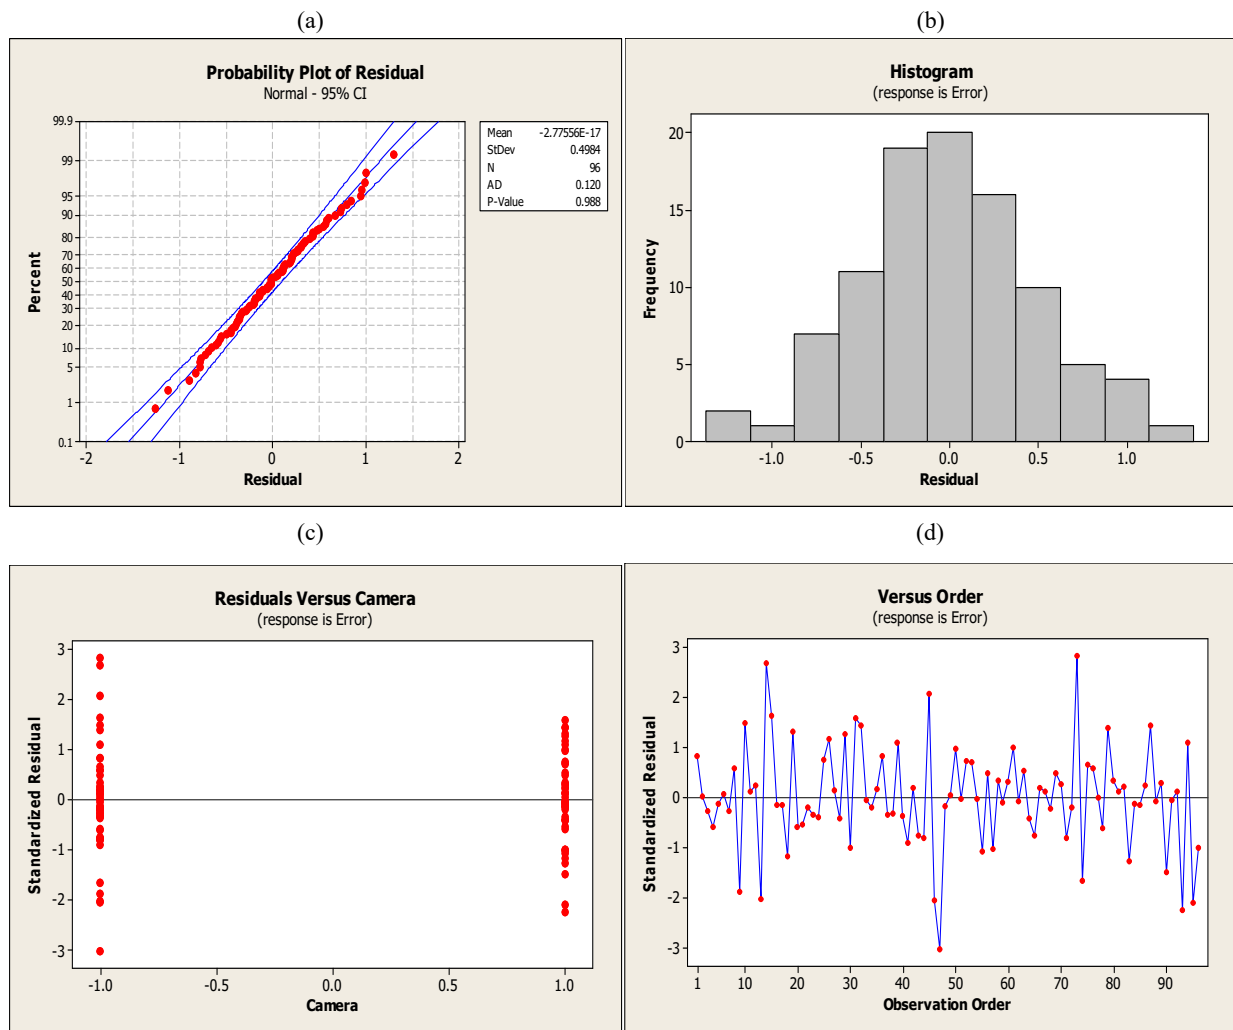 (a)
Probability Plot of Residual
Normal - 95% CI
99.9
99
95
90
80
70
60
50
40
30
20
10
5
1
0.1
Percent
-2 -1 0 1 2
Residual
Mean -2.77556E-17
StDev 0.4984
N 96
AD 0.120
P-Value 0.988
(b)
Histogram
(response is Error)
20
15
10
5
0
Frequency
-1.0 -0.5 0.0 0.5 1.0
Residual
(c)
Residuals Versus Camera
(response is Error)
3
2
1
0
-1
-2
-3
Standardized Residual
-1.0 -0.5 0.0 0.5 1.0
Camera
(d)
Versus Order
(response is Error)
3
2
1
0
-1
-2
-3
Standardized Residual
1 10 20 30 40 50 60 70 80 90
Observation Order